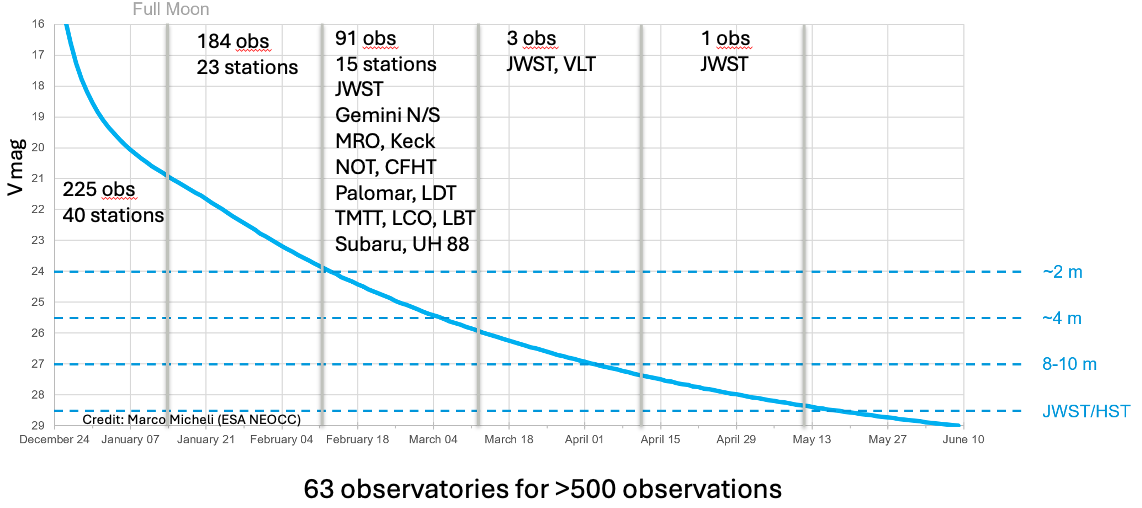 Full Moon
16
17
18
19
20
21
22
23
24
25
26
27
28
29
V mag
225 obs
40 stations
184 obs
23 stations
91 obs
15 stations
JWST
Gemini N/S
MRO, Keck
NOT, CFHT
Palomar, LDT
TMTT, LCO, LBT
Subaru, UH 88
3 obs
JWST, VLT
1 obs
JWST
~2 m
~4 m
8-10 m
JWST/HST
Credit: Marco Micheli (ESA NEOCC)
December 24 January 07 January 21 February 04 February 18 March 04 March 18 April 01 April 15 April 29 May 13 May 27 June 10
63 observatories for >500 observations